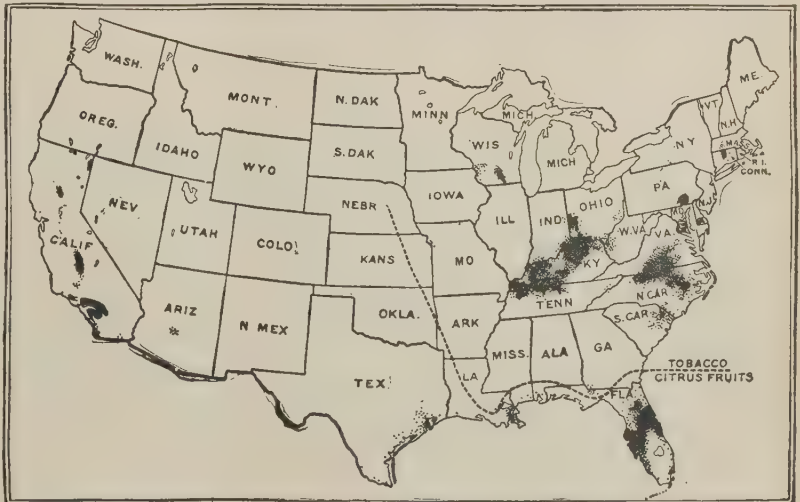 WASH.
OREG.
CALIF
NEV
IDAHO
MONT.
WYO
UTAH
ARIZ
COLO.
N MEX
N. DAK
S. DAK
NEBR
KANS
OKLA.
TEX.
MINN
IOWA
MO
ARK
LA
WIS
ILL
MICH
MICH
IND.
OHIO
KY
TENN
MISS.
ALA
GA
FLA
S. CAR
N. CAR
VA.
W. VA
PA
N.Y
N.J.
MD.
VT.
N.H.
ME.
MASS.
R.I.
CONN.
TOBACCO
CITRUS FRUITS